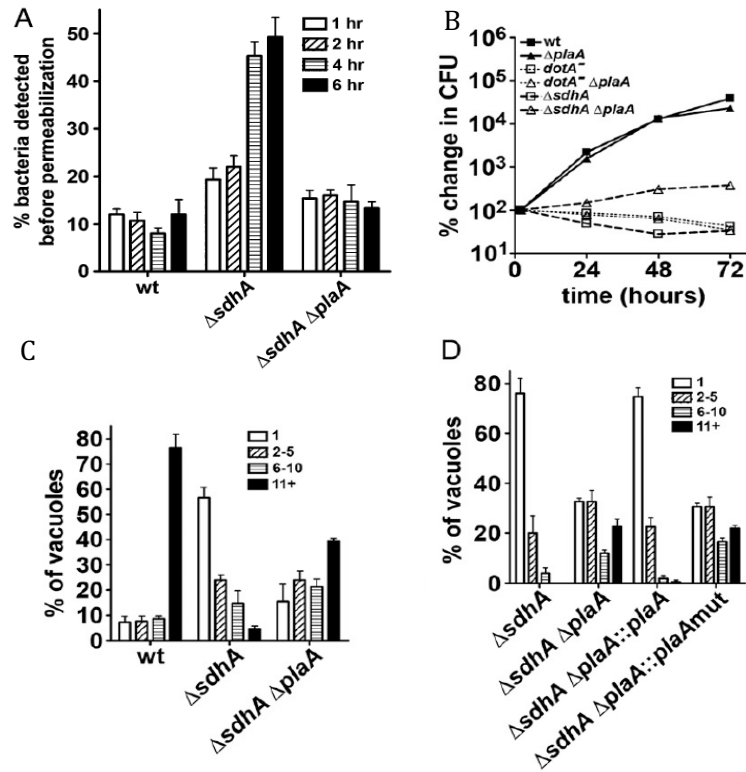 A
% bacteria detected
before permeabilization
50
40
30
20
10
0
1 hr
2 hr
4 hr
6 hr
wt
ΔsdhA
ΔsdhA ΔplaA
B
% change in CFU
10⁶
10⁵
10⁴
10³
10²
10¹
wt
ΔplaA
dotA⁻
dotA⁻ ΔplaA
ΔsdhA
ΔsdhA ΔplaA
0 24 48 72
time (hours)
C
% of vacuoles
80
70
60
50
40
30
20
10
0
1
2-5
6-10
11+
wt
ΔsdhA
ΔsdhA ΔplaA
D
% of vacuoles
80
60
40
20
0
1
2-5
6-10
11+
ΔsdhA
ΔsdhA ΔplaA
ΔsdhA ΔplaA::plaA
ΔsdhA ΔplaA::plaAmut